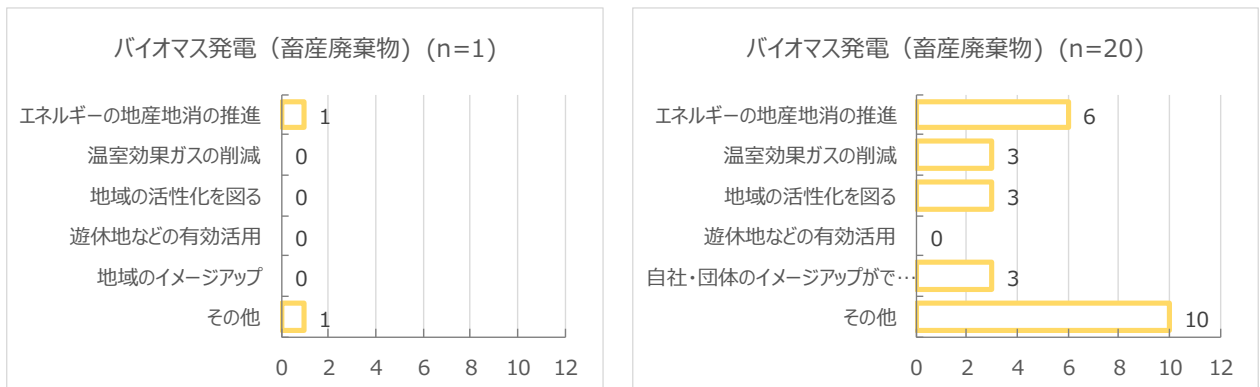 バイオマス発電（畜産廃棄物）(n=1)
エネルギーの地産地消の推進 1
温室効果ガスの削減 0
地域の活性化を図る 0
遊休地などの有効活用 0
地域のイメージアップ 0
その他 1
0 2 4 6 8 10 12
バイオマス発電（畜産廃棄物）(n=20)
エネルギーの地産地消の推進 6
温室効果ガスの削減 3
地域の活性化を図る 3
遊休地などの有効活用 0
自社・団体のイメージアップがで… 3
その他 10
0 2 4 6 8 10 12